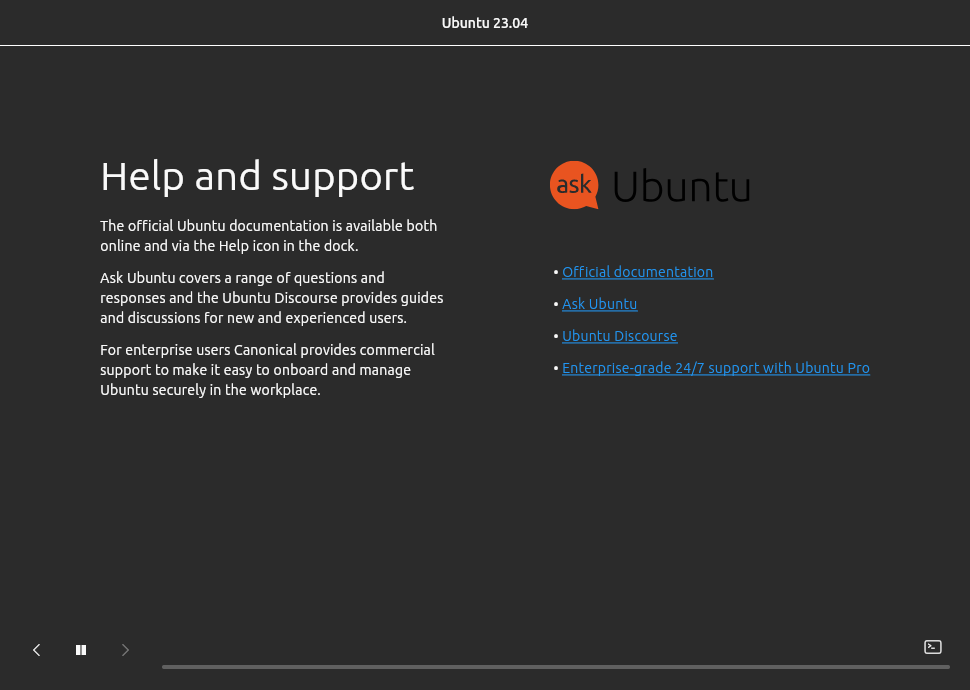 Ubuntu 23.04
Help and support
The official Ubuntu documentation is available both
online and via the Help icon in the dock.
Ask Ubuntu covers a range of questions and
responses and the Ubuntu Discourse provides guides
and discussions for new and experienced users.
For enterprise users Canonical provides commercial
support to make it easy to onboard and manage
Ubuntu securely in the workplace.
ask Ubuntu
• Official documentation
• Ask Ubuntu
• Ubuntu Discourse
• Enterprise-grade 24/7 support with Ubuntu Pro